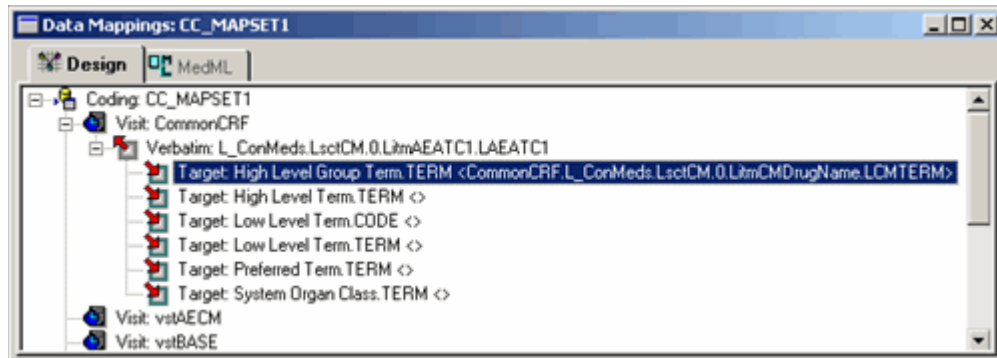 Data Mappings: CC_MAPSET1
Design MedML
Coding: CC_MAPSET1
Visit: CommonCRF
Verbatim: L_ConMeds.LsctCM.0.LitmAEATC1.LAEATC1
Target: High Level Group Term.TERM <CommonCRF.L_ConMeds.LsctCM.0.LitmCMDrugName.LCMTERM>
Target: High Level Term.TERM <>
Target: Low Level Term.CODE <>
Target: Low Level Term.TERM <>
Target: Preferred Term.TERM <>
Target: System Organ Class.TERM <>
Visit: vstAECM
Visit: vstBASE